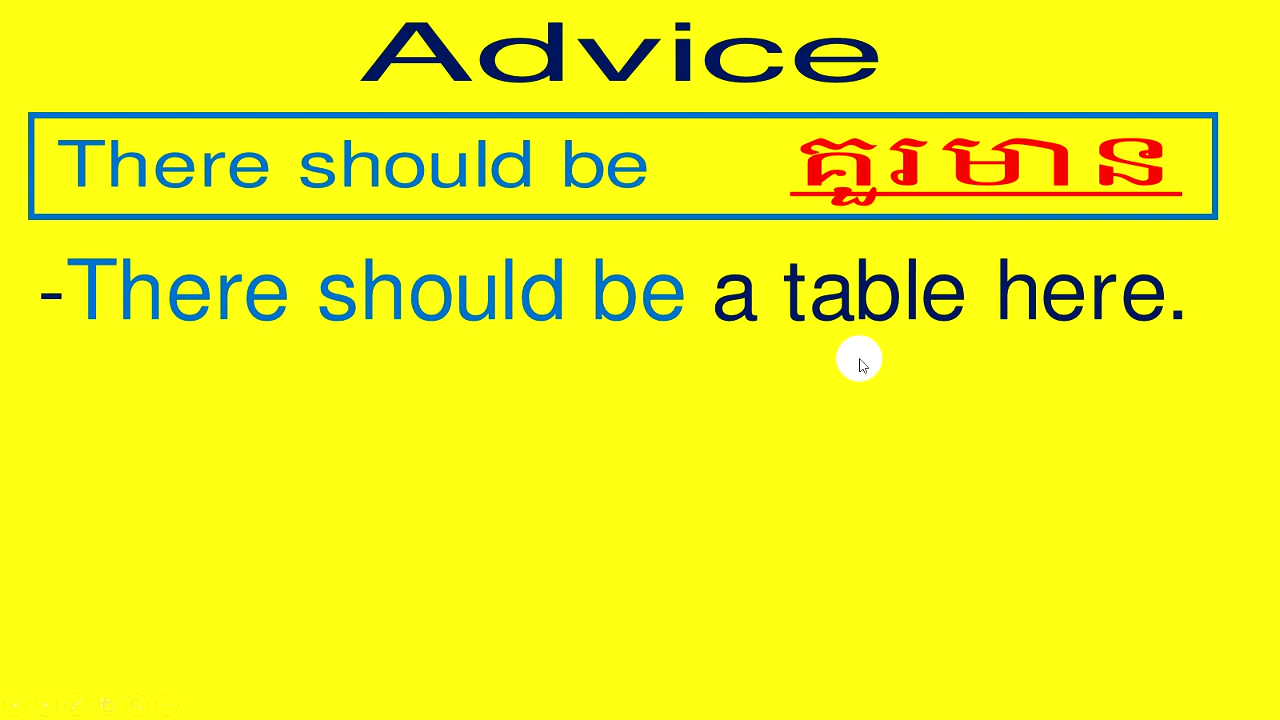 Advice
There should be គួរមាន
-There should be a table here.